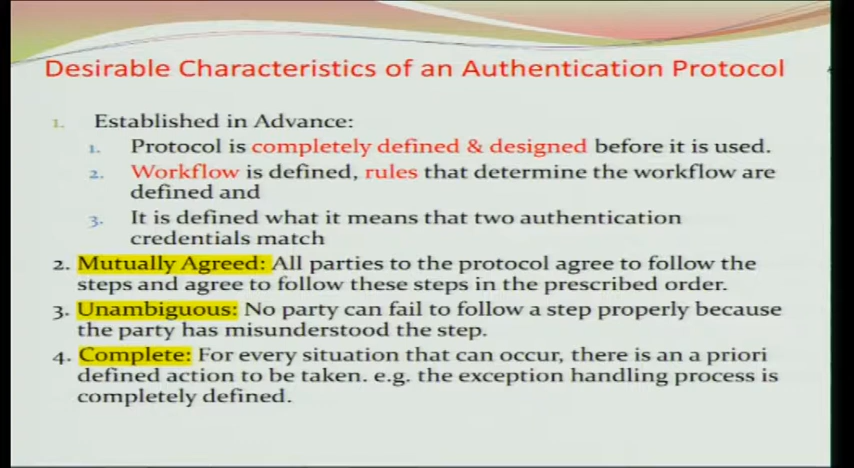 Desirable Characteristics of an Authentication Protocol
1. Established in Advance:
1. Protocol is completely defined & designed before it is used.
2. Workflow is defined, rules that determine the workflow are
defined and
3. It is defined what it means that two authentication
credentials match
2. Mutually Agreed: All parties to the protocol agree to follow the
steps and agree to follow these steps in the prescribed order.
3. Unambiguous: No party can fail to follow a step properly because
the party has misunderstood the step.
4. Complete: For every situation that can occur, there is an a priori
defined action to be taken. e.g. the exception handling process is
completely defined.